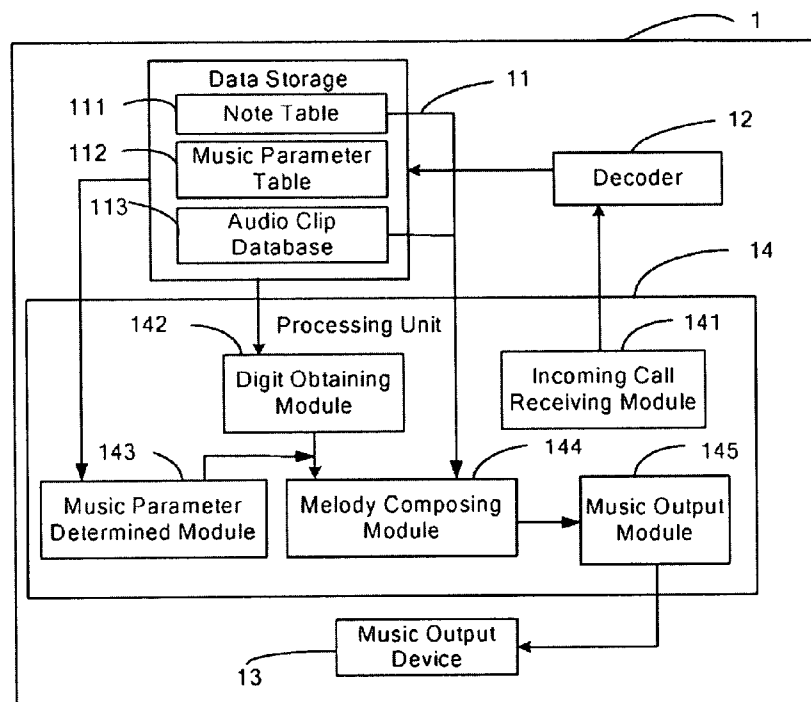 1
Data Storage
11
111
Note Table
112
Music Parameter
Table
113
Audio Clip
Database
12
Decoder
14
Processing Unit
142
Digit Obtaining
Module
141
Incoming Call
Receiving Module
143
Music Parameter
Determined Module
144
Melody Composing
Module
145
Music Output
Module
Music Output
Device
13